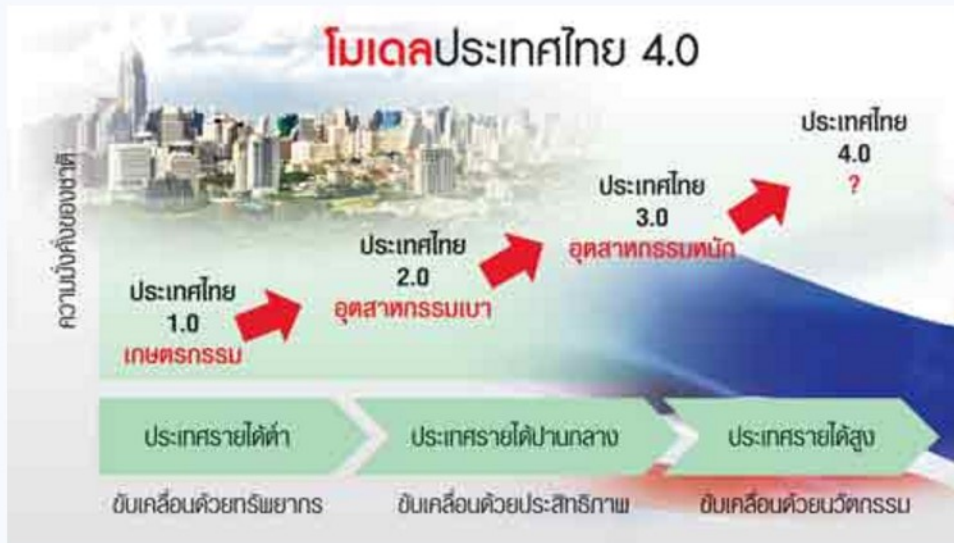 โมเดลประเทศไทย 4.0
ความมั่งคั่งของชาติ
ประเทศไทย
1.0
เกษตรกรรม
ประเทศไทย
2.0
อุตสาหกรรมเบา
ประเทศไทย
3.0
อุตสาหกรรมหนัก
ประเทศไทย
4.0
?
ประเทศรายได้ต่ำ
ประเทศรายได้ปานกลาง
ประเทศรายได้สูง
ขับเคลื่อนด้วยทรัพยากร
ขับเคลื่อนด้วยประสิทธิภาพ
ขับเคลื่อนด้วยนวัตกรรม